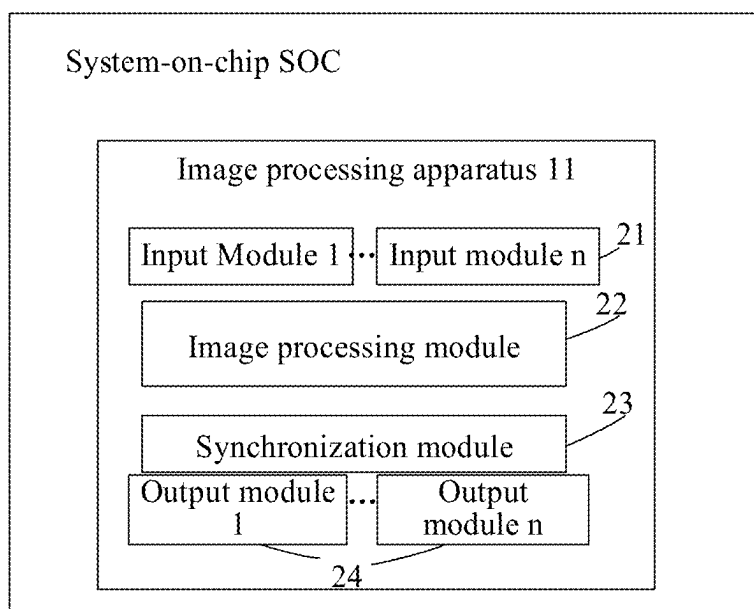 System-on-chip SOC
Image processing apparatus 11
Input Module 1 ••• Input module n
21
22
Image processing module
23
Synchronization module
Output module 1 ••• Output module n
24